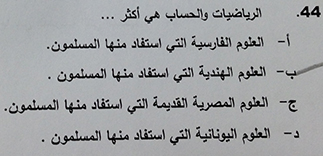 44. الرياضيات والحساب هي أكثر ...
أ- العلوم الفارسية التي استفاد منها المسلمون.
ب- العلوم الهندية التي استفاد منها المسلمون .
ج- العلوم المصرية القديمة التي استفاد منها المسلمون.
د- العلوم اليونانية التي استفاد منها المسلمون .